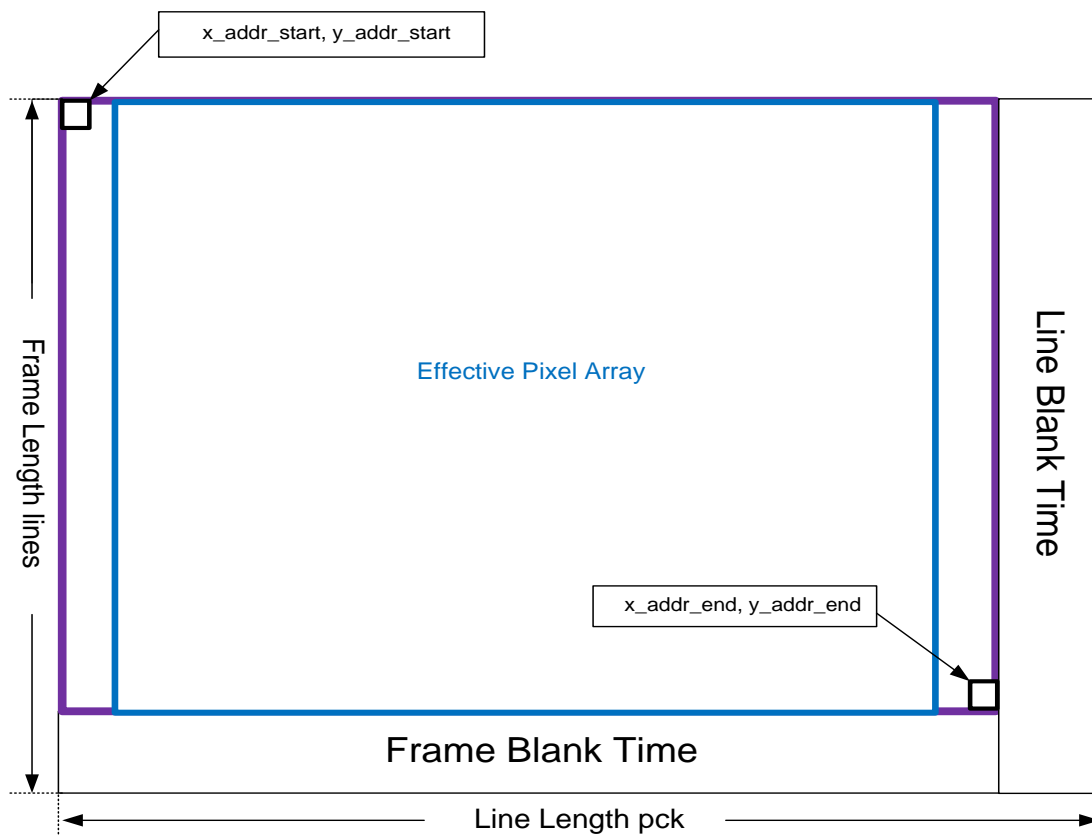 x_addr_start, y_addr_start
Effective Pixel Array
Frame Length lines
Line Blank Time
x_addr_end, y_addr_end
Frame Blank Time
Line Length pck